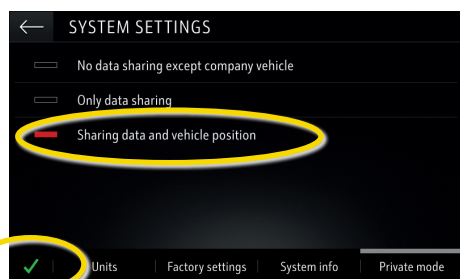 SYSTEM SETTINGS
No data sharing except company vehicle
Only data sharing
Sharing data and vehicle position
Units Factory settings System info Private mode